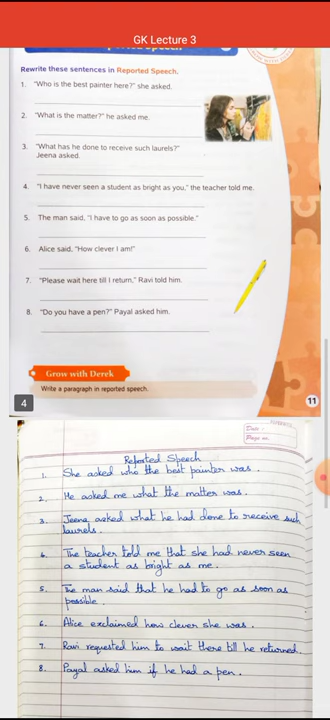 GK Lecture 3
Rewrite these sentences in Reported Speech.
1. "Who is the best painter here?" she asked.
2. "What is the matter?" he asked me.
3. "What has he done to receive such laurels?"
Jeena asked.
4. "I have never seen a student as bright as you," the teacher told me.
5. The man said, "I have to go as soon as possible."
6. Alice said, "How clever I am!"
7. "Please wait here till I return," Ravi told him.
8. "Do you have a pen?" Payal asked him.
Grow with Derek
Write a paragraph in reported speech.
4
11
Date :
Page no.
Reported Speech
1. She asked who the best painter was.
2. He asked me what the matter was.
3. Jeena asked what he had done to receive such
laurels.
4. The teacher told me that she had never seen
a student as bright as me.
5. The man said that he had to go as soon as
possible.
6. Alice exclaimed how clever she was.
7. Ravi requested him to wait there till he returned.
8. Payal asked him if he had a pen.